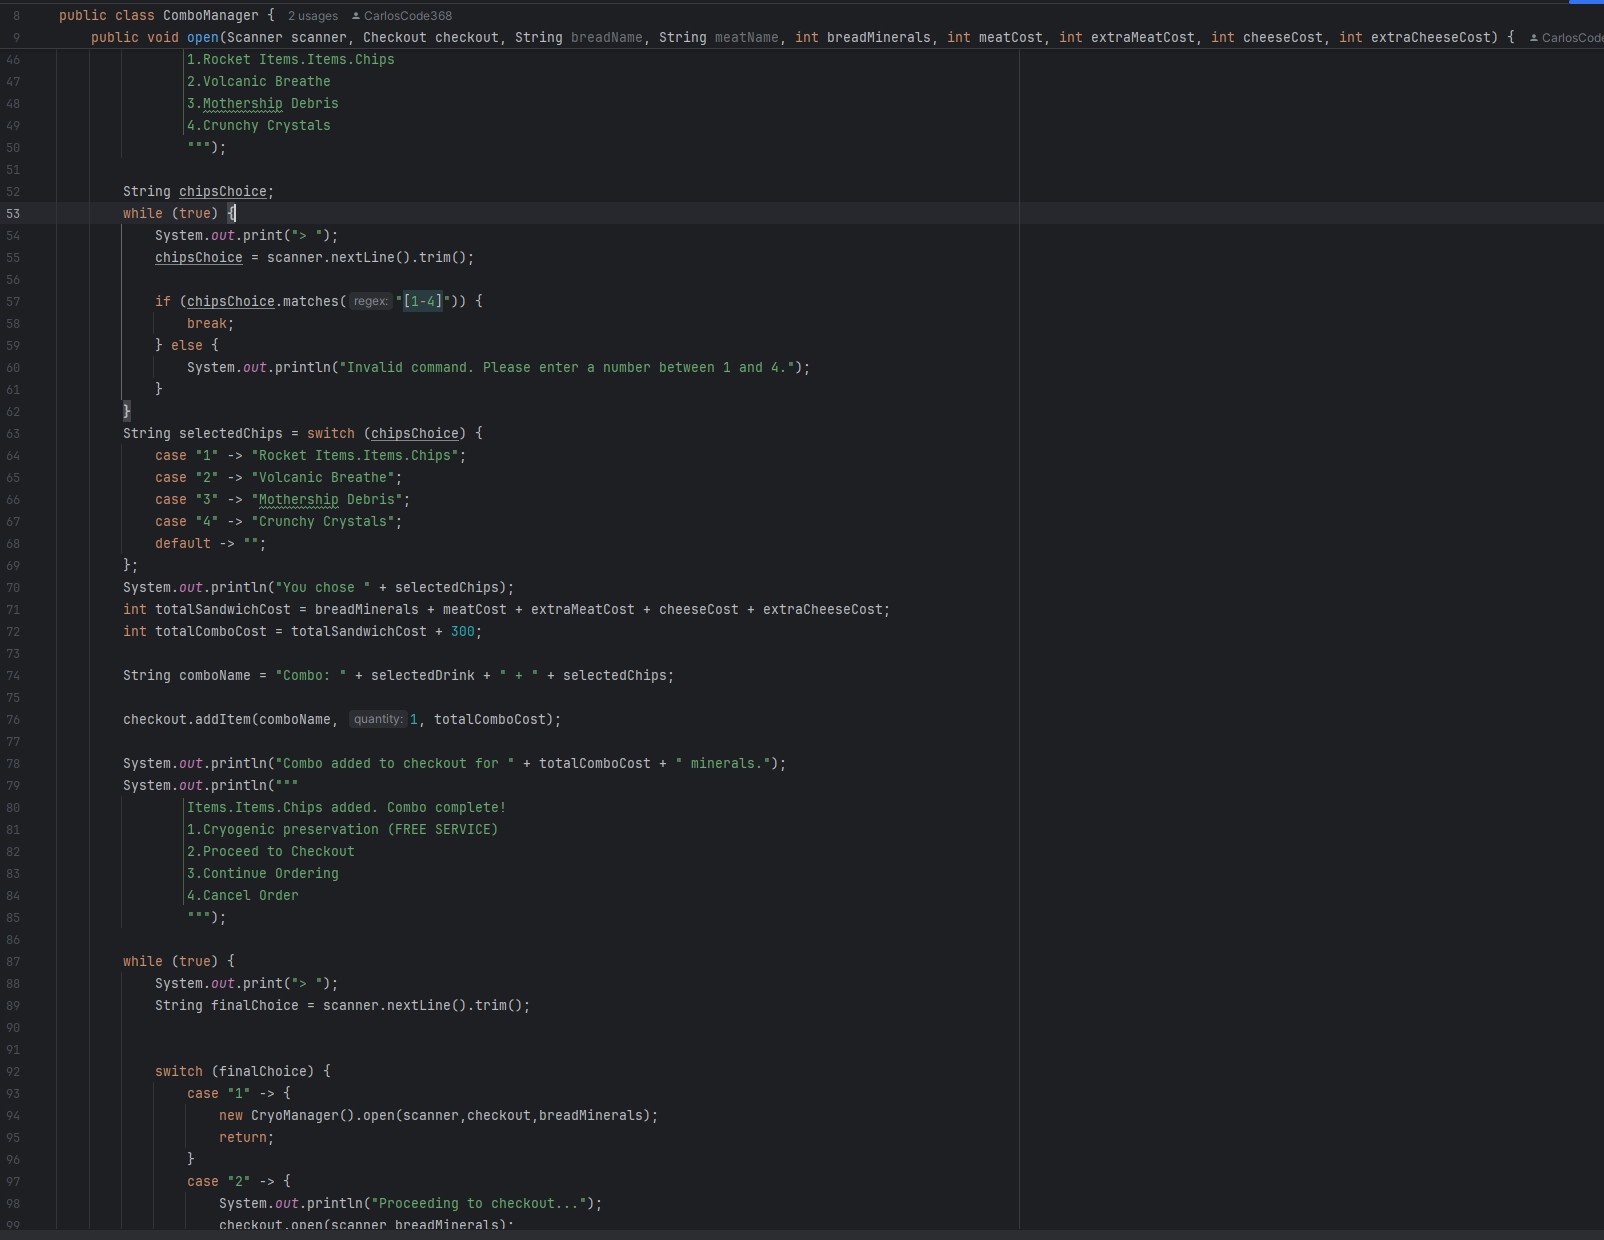 8 public class ComboManager { 2 usages CarlosCode368
9 public void open(Scanner scanner, Checkout checkout, String breadName, String meatName, int breadMinerals, int meatCost, int extraMeatCost, int cheeseCost, int extraCheeseCost) { CarlosCode
46 1.Rocket Items.Items.Chips
47 2.Volcanic Breathe
48 3.Mothership Debris
49 4.Crunchy Crystals
50 """);
51
52 String chipsChoice;
53 while (true) {
54 System.out.print("> ");
55 chipsChoice = scanner.nextLine().trim();
56
57 if (chipsChoice.matches( regex: "[1-4]")) {
58 break;
59 } else {
60 System.out.println("Invalid command. Please enter a number between 1 and 4.");
61 }
62 }
63 String selectedChips = switch (chipsChoice) {
64 case "1" -> "Rocket Items.Items.Chips";
65 case "2" -> "Volcanic Breathe";
66 case "3" -> "Mothership Debris";
67 case "4" -> "Crunchy Crystals";
68 default -> "";
69 };
70 System.out.println("You chose " + selectedChips);
71 int totalSandwichCost = breadMinerals + meatCost + extraMeatCost + cheeseCost + extraCheeseCost;
72 int totalComboCost = totalSandwichCost + 300;
73
74 String comboName = "Combo: " + selectedDrink + " + " + selectedChips;
75
76 checkout.addItem(comboName, quantity: 1, totalComboCost);
77
78 System.out.println("Combo added to checkout for " + totalComboCost + " minerals.");
79 System.out.println("""
80 Items.Items.Chips added. Combo complete!
81 1.Cryogenic preservation (FREE SERVICE)
82 2.Proceed to Checkout
83 3.Continue Ordering
84 4.Cancel Order
85 """);
86
87 while (true) {
88 System.out.print("> ");
89 String finalChoice = scanner.nextLine().trim();
90
91
92 switch (finalChoice) {
93 case "1" -> {
94 new CryoManager().open(scanner,checkout,breadMinerals);
95 return;
96 }
97 case "2" -> {
98 System.out.println("Proceeding to checkout...");
99 checkout.open(scanner breadMinerals);